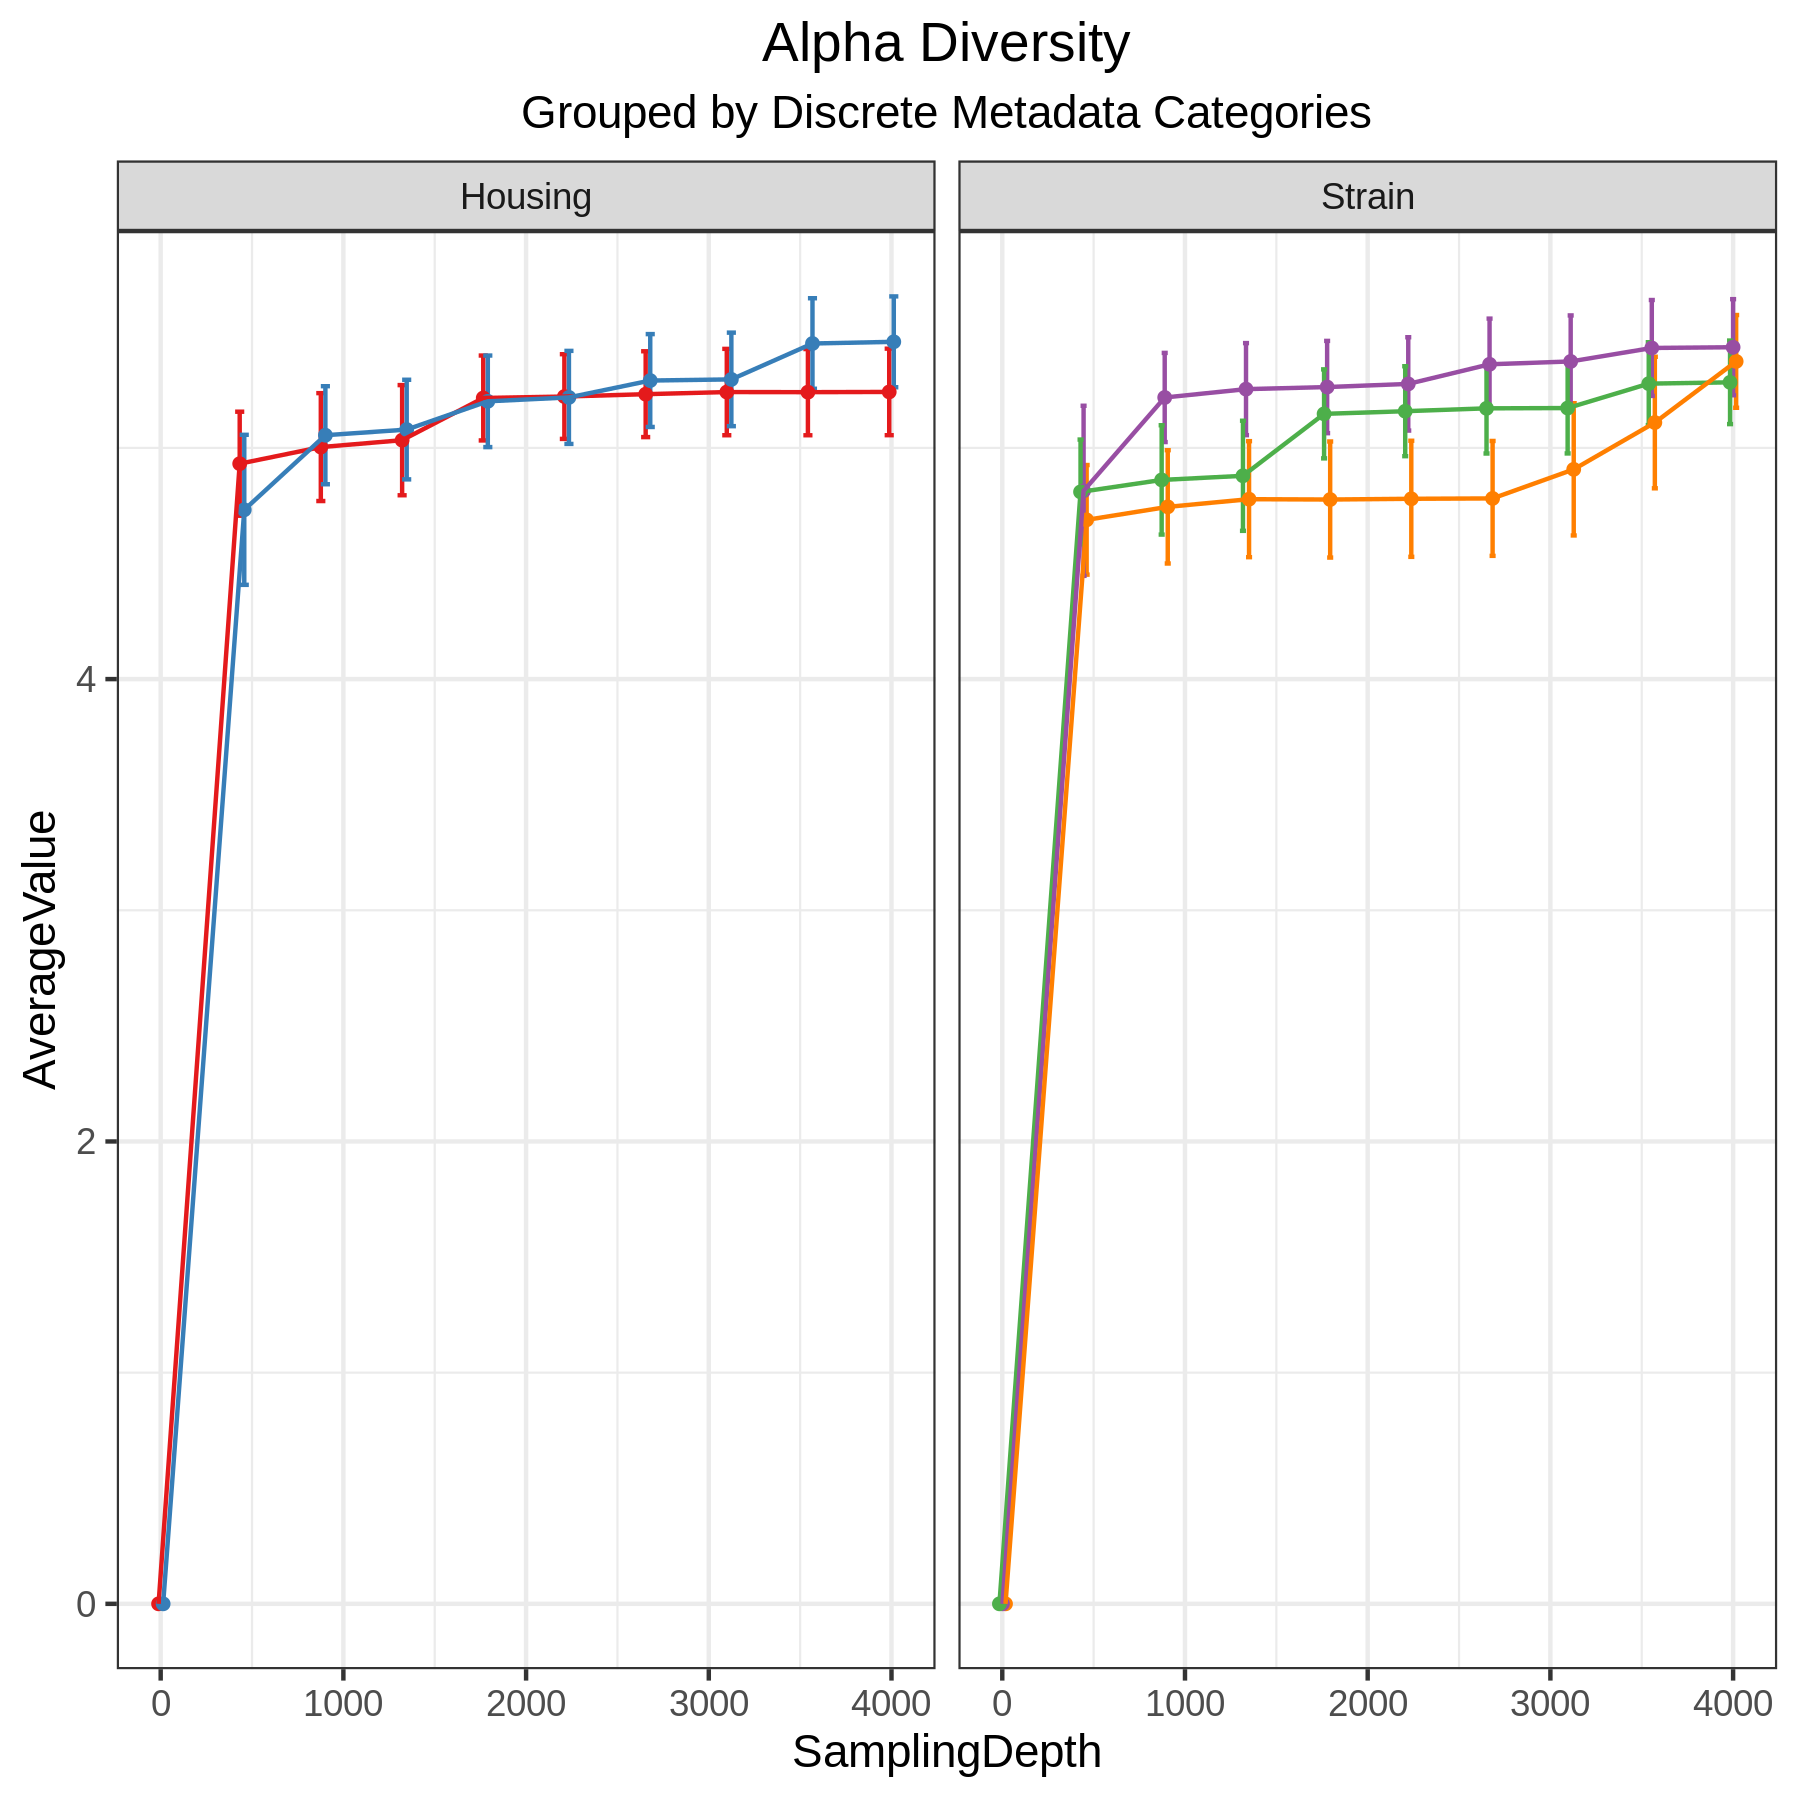 Alpha Diversity
Grouped by Discrete Metadata Categories
Housing
Strain
AverageValue
4
2
0
0 1000 2000 3000 4000
0 1000 2000 3000 4000
SamplingDepth